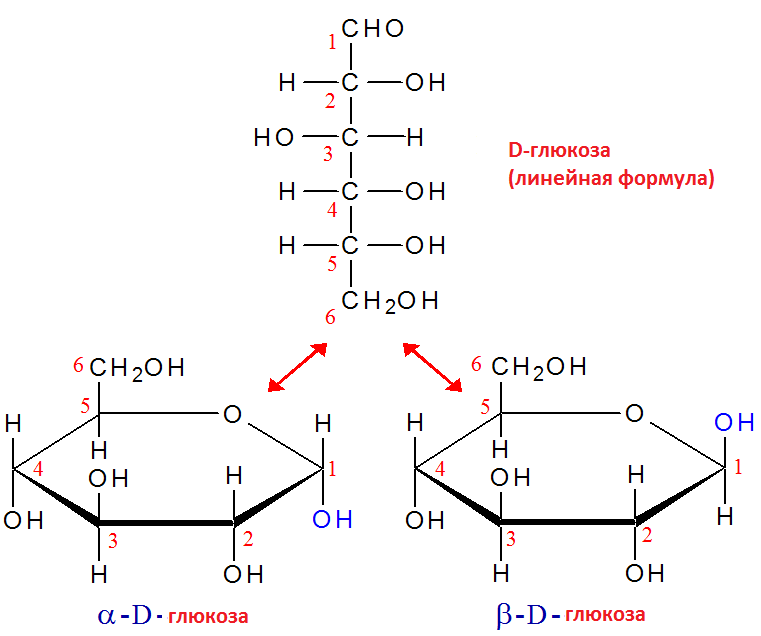 1 CHO
H C OH
2
HO C H
3
H C OH
4
H C OH
5
6 CH2OH
D-глюкоза
(линейная формула)
6 CH2OH
5 O
H H
H
4 OH H 1
OH OH
3 2
H OH
α-D-глюкоза
6 CH2OH
5 O OH
H
H
4 OH H 1
OH H
3 2
H OH
β-D-глюкоза